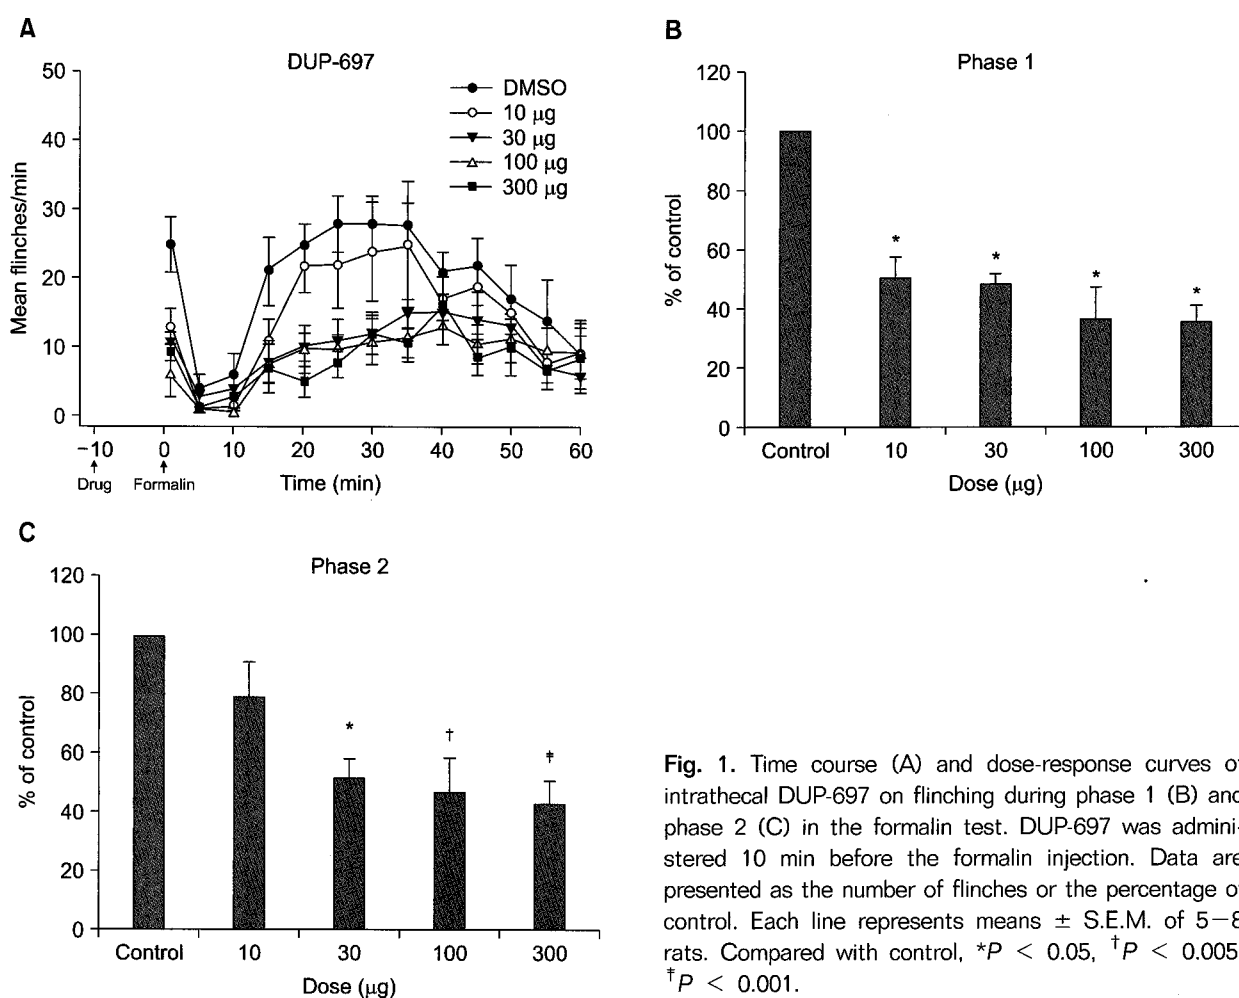 A
DUP-697
50
40
30
20
10
0
Mean flinches/min
DMSO
10 μg
30 μg
100 μg
300 μg
−10 0 10 20 30 40 50 60
Drug Formalin Time (min)
B
Phase 1
120
100
80
60
40
20
0
% of control
* * * *
Control 10 30 100 300
Dose (μg)
C
Phase 2
120
100
80
60
40
20
0
% of control
* † ‡
Control 10 30 100 300
Dose (μg)
Fig. 1. Time course (A) and dose-response curves of
intrathecal DUP-697 on flinching during phase 1 (B) and
phase 2 (C) in the formalin test. DUP-697 was admini-
stered 10 min before the formalin injection. Data are
presented as the number of flinches or the percentage of
control. Each line represents means ± S.E.M. of 5−8
rats. Compared with control, *P < 0.05, †P < 0.005
‡P < 0.001.